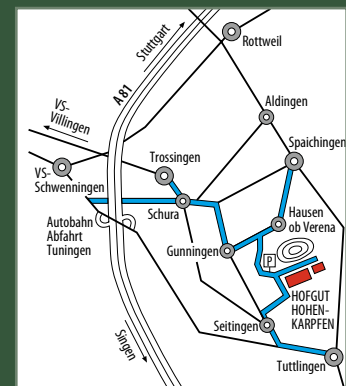 Stuttgart
Rottweil
A 81
VS-
Villingen
Aldingen
Spaichingen
Trossingen
VS-
Schwenningen
Schura
Hausen
ob Verena
Autobahn
Abfahrt
Tuningen
Gunningen
P
HOFGUT
HOHEN-
KARPFEN
Seitingen
Singen
Tuttlingen